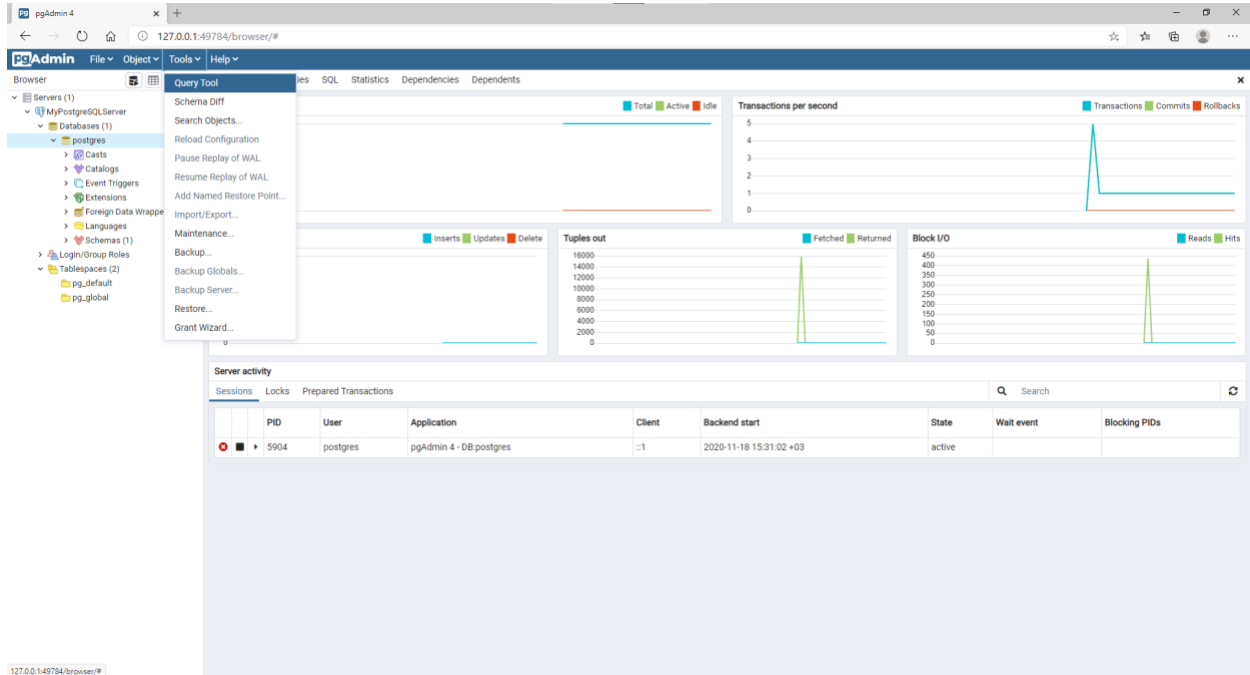 pgAdmin 4
127.0.0.1:49784/browser/#
pgAdmin File Object Tools Help
Browser
Servers (1)
MyPostgreSQLServer
Databases (1)
postgres
Casts
Catalogs
Event Triggers
Extensions
Foreign Data Wrappe
Languages
Schemas (1)
Login/Group Roles
Tablespaces (2)
pg_default
pg_global
Query Tool
Schema Diff
Search Objects...
Reload Configuration
Pause Replay of WAL
Resume Replay of WAL
Add Named Restore Point...
Import/Export...
Maintenance...
Backup...
Backup Globals...
Backup Server...
Restore...
Grant Wizard...
ies SQL Statistics Dependencies Dependents
Total Active Idle
Transactions per second
Transactions Commits Rollbacks
5
4
3
2
1
0
Inserts Updates Delete
0
Tuples out
Fetched Returned
16000
14000
12000
10000
8000
6000
4000
2000
0
Block I/O
Reads Hits
450
400
350
300
250
200
150
100
50
0
Server activity
Sessions Locks Prepared Transactions
Search
PID User Application Client Backend start State Wait event Blocking PIDs
5904 postgres pgAdmin 4 - DB:postgres ::1 2020-11-18 15:31:02 +03 active
127.0.0.1:49784/browser/#